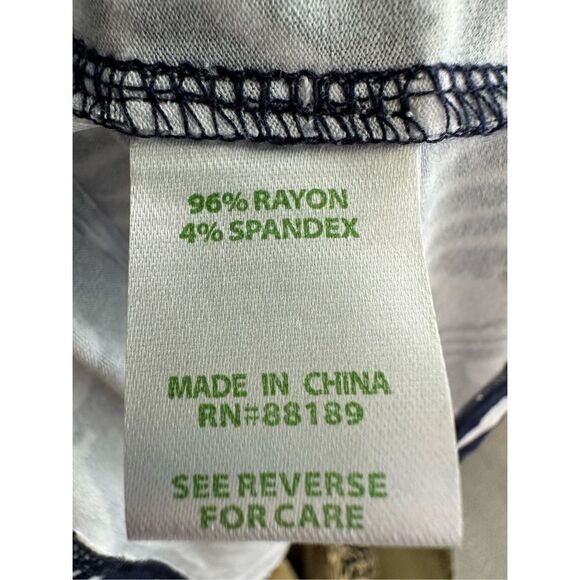 96% RAYON
4% SPANDEX
MADE IN CHINA
RN#88189
SEE REVERSE
FOR CARE